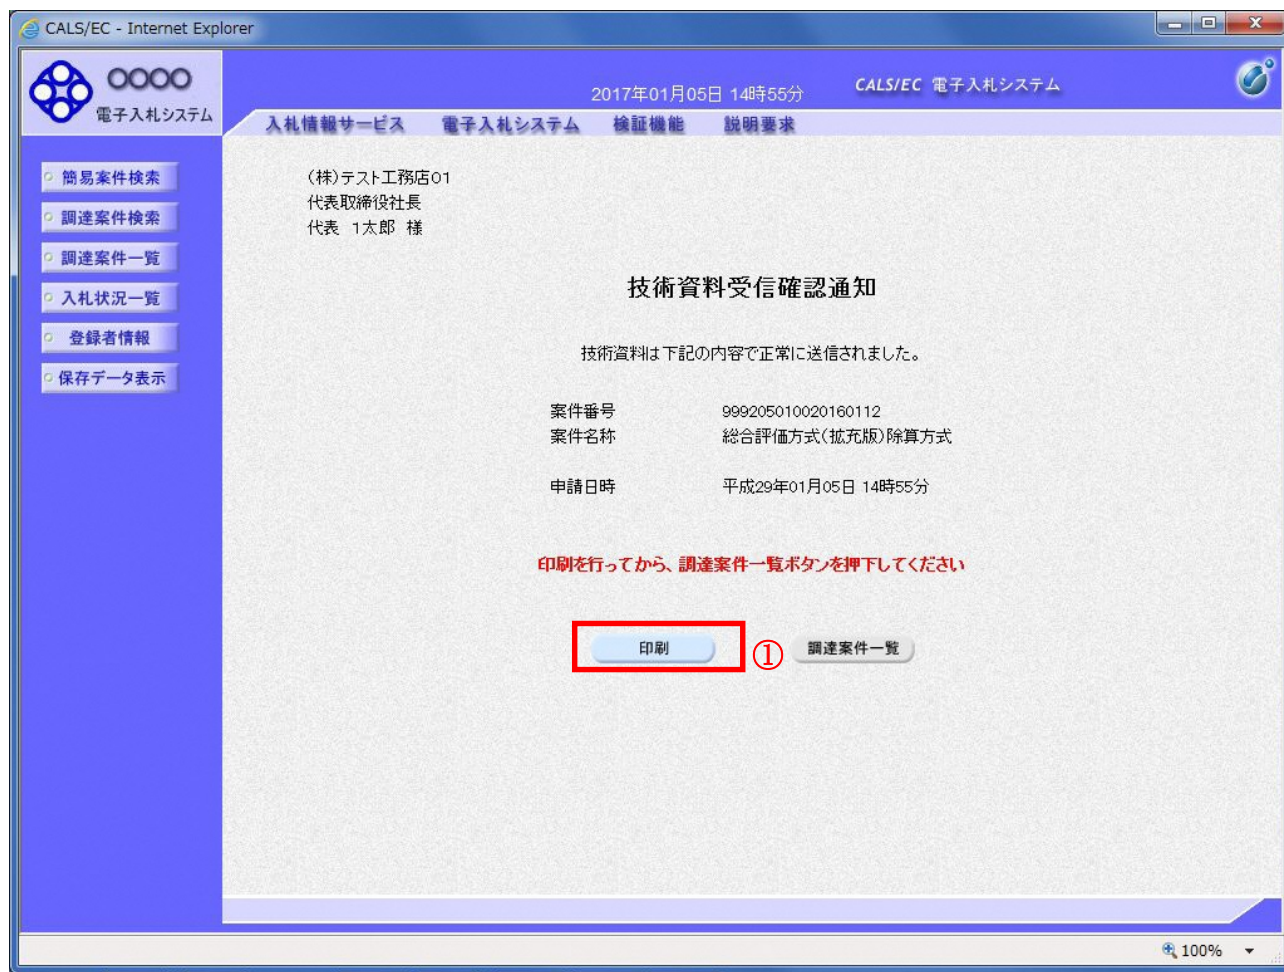 CALS/EC - Internet Explorer
OOOO
電子入札システム
2017年01月05日 14時55分
CALS/EC 電子入札システム
入札情報サービス 電子入札システム 検証機能 説明要求
簡易案件検索
調達案件検索
調達案件一覧
入札状況一覧
登録者情報
保存データ表示
(株)テスト工務店01
代表取締役社長
代表 1太郎 様
技術資料受信確認通知
技術資料は下記の内容で正常に送信されました。
案件番号 999205010020160112
案件名称 総合評価方式(拡充版)除算方式
申請日時 平成29年01月05日 14時55分
印刷を行ってから、調達案件一覧ボタンを押下してください
印刷 ① 調達案件一覧
100%